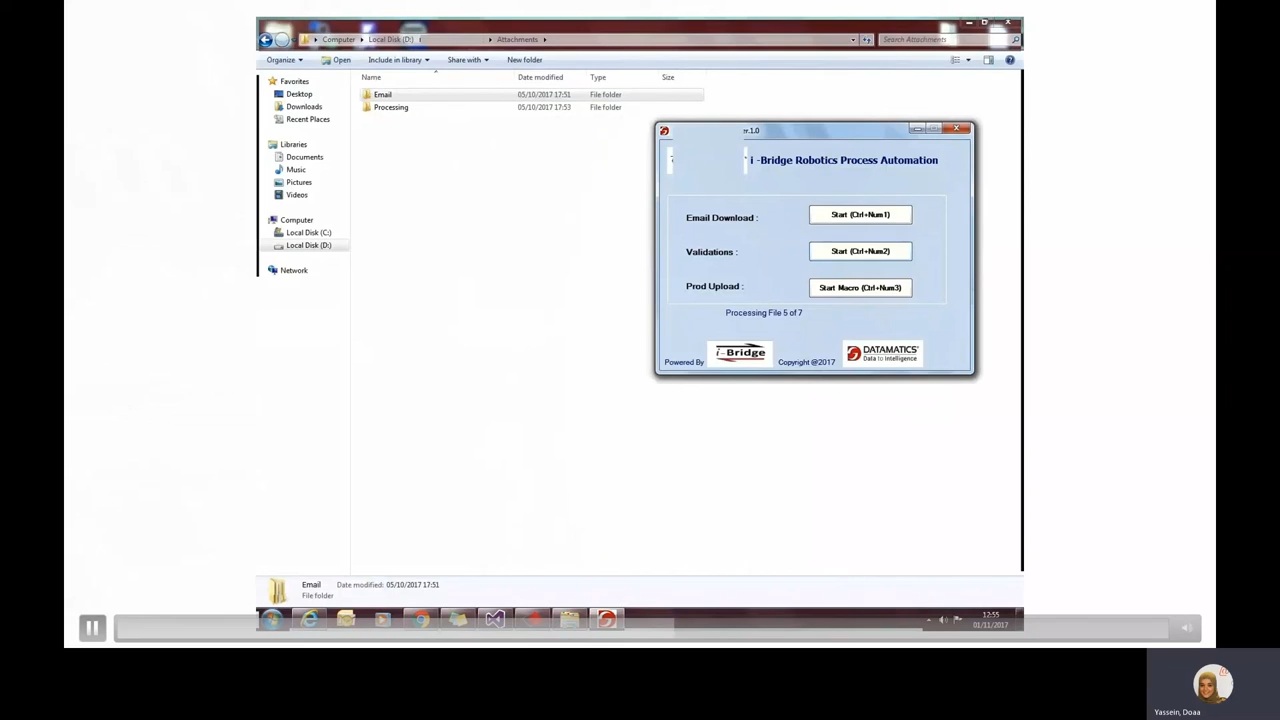 Computer Local Disk (D:) Attachments
Search Attachments
Organize Open Include in library Share with New folder
Favorites
Desktop
Downloads
Recent Places
Libraries
Documents
Music
Pictures
Videos
Computer
Local Disk (C:)
Local Disk (D:)
Network
Name Date modified Type Size
Email 05/10/2017 17:51 File folder
Processing 05/10/2017 17:53 File folder
er.1.0
i -Bridge Robotics Process Automation
Email Download : Start (Ctrl+Num1)
Validations : Start (Ctrl+Num2)
Prod Upload : Start Macro (Ctrl+Num3)
Processing File 5 of 7
Powered By i-Bridge Copyright @2017 DATAMATICS
Data to Intelligence
Email Date modified: 05/10/2017 17:51
File folder
12:55
01/11/2017
Yassein, Doaa